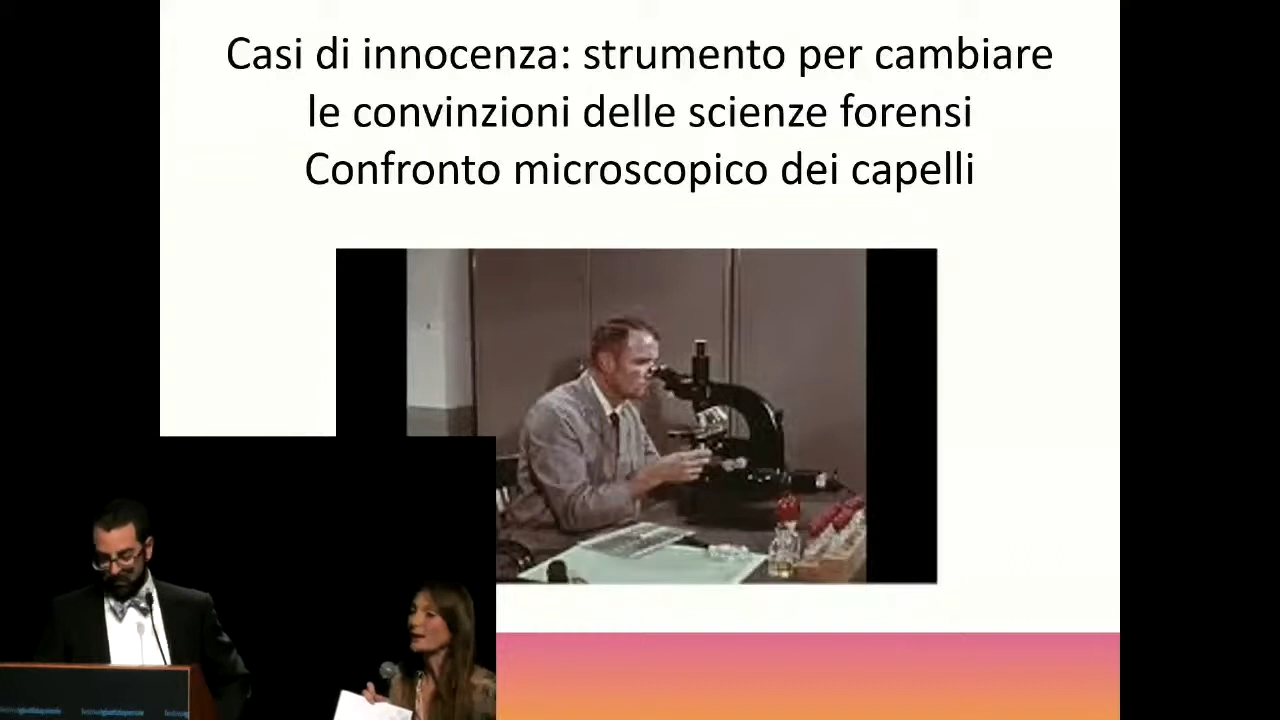 Casi di innocenza: strumento per cambiare
le convinzioni delle scienze forensi
Confronto microscopico dei capelli